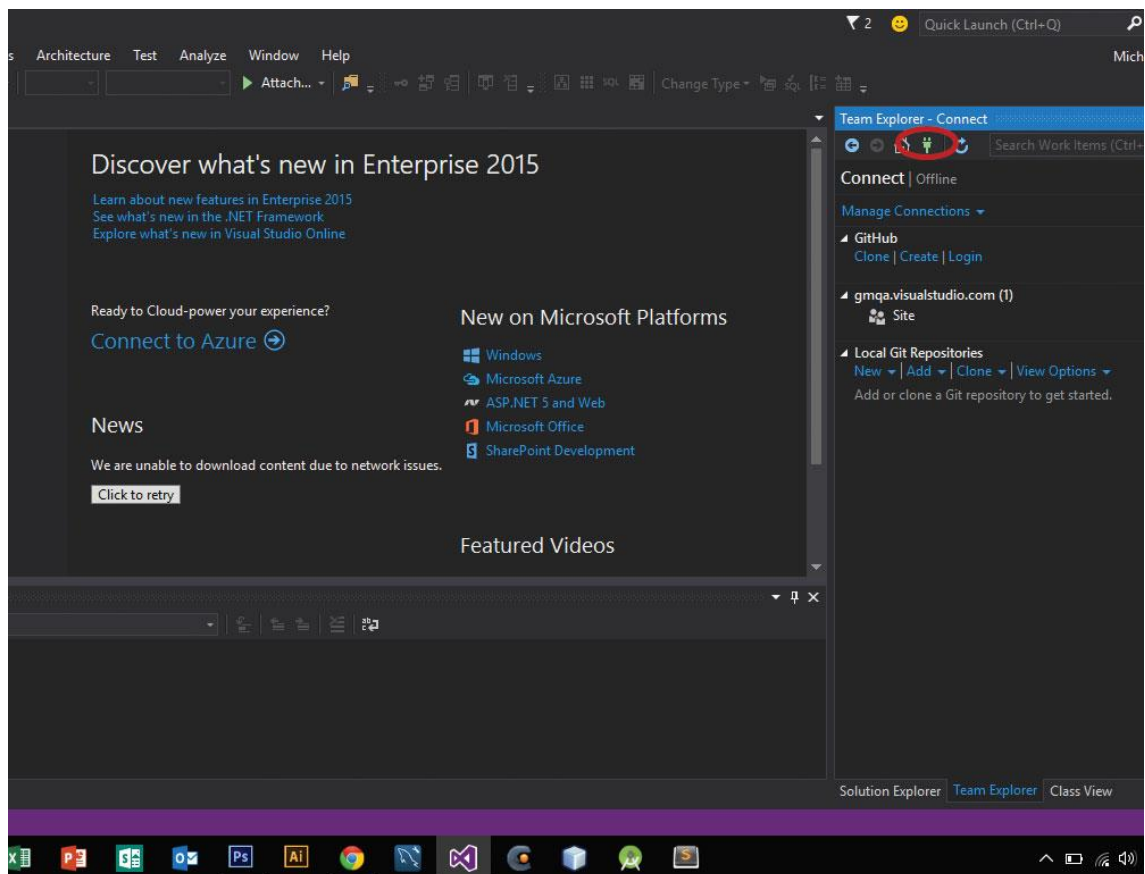 2 Quick Launch (Ctrl+Q)
s Architecture Test Analyze Window Help Mich
Attach... SQL Change Type
Team Explorer - Connect
Search Work Items (Ctrl+
Connect | Offline
Manage Connections
GitHub
Clone | Create | Login
gmqa.visualstudio.com (1)
Site
Local Git Repositories
New | Add | Clone | View Options
Add or clone a Git repository to get started.
Discover what's new in Enterprise 2015
Learn about new features in Enterprise 2015
See what's new in the .NET Framework
Explore what's new in Visual Studio Online
Ready to Cloud-power your experience?
Connect to Azure
News
We are unable to download content due to network issues.
Click to retry
New on Microsoft Platforms
Windows
Microsoft Azure
ASP.NET 5 and Web
Microsoft Office
SharePoint Development
Featured Videos
Solution Explorer Team Explorer Class View
Ps Ai